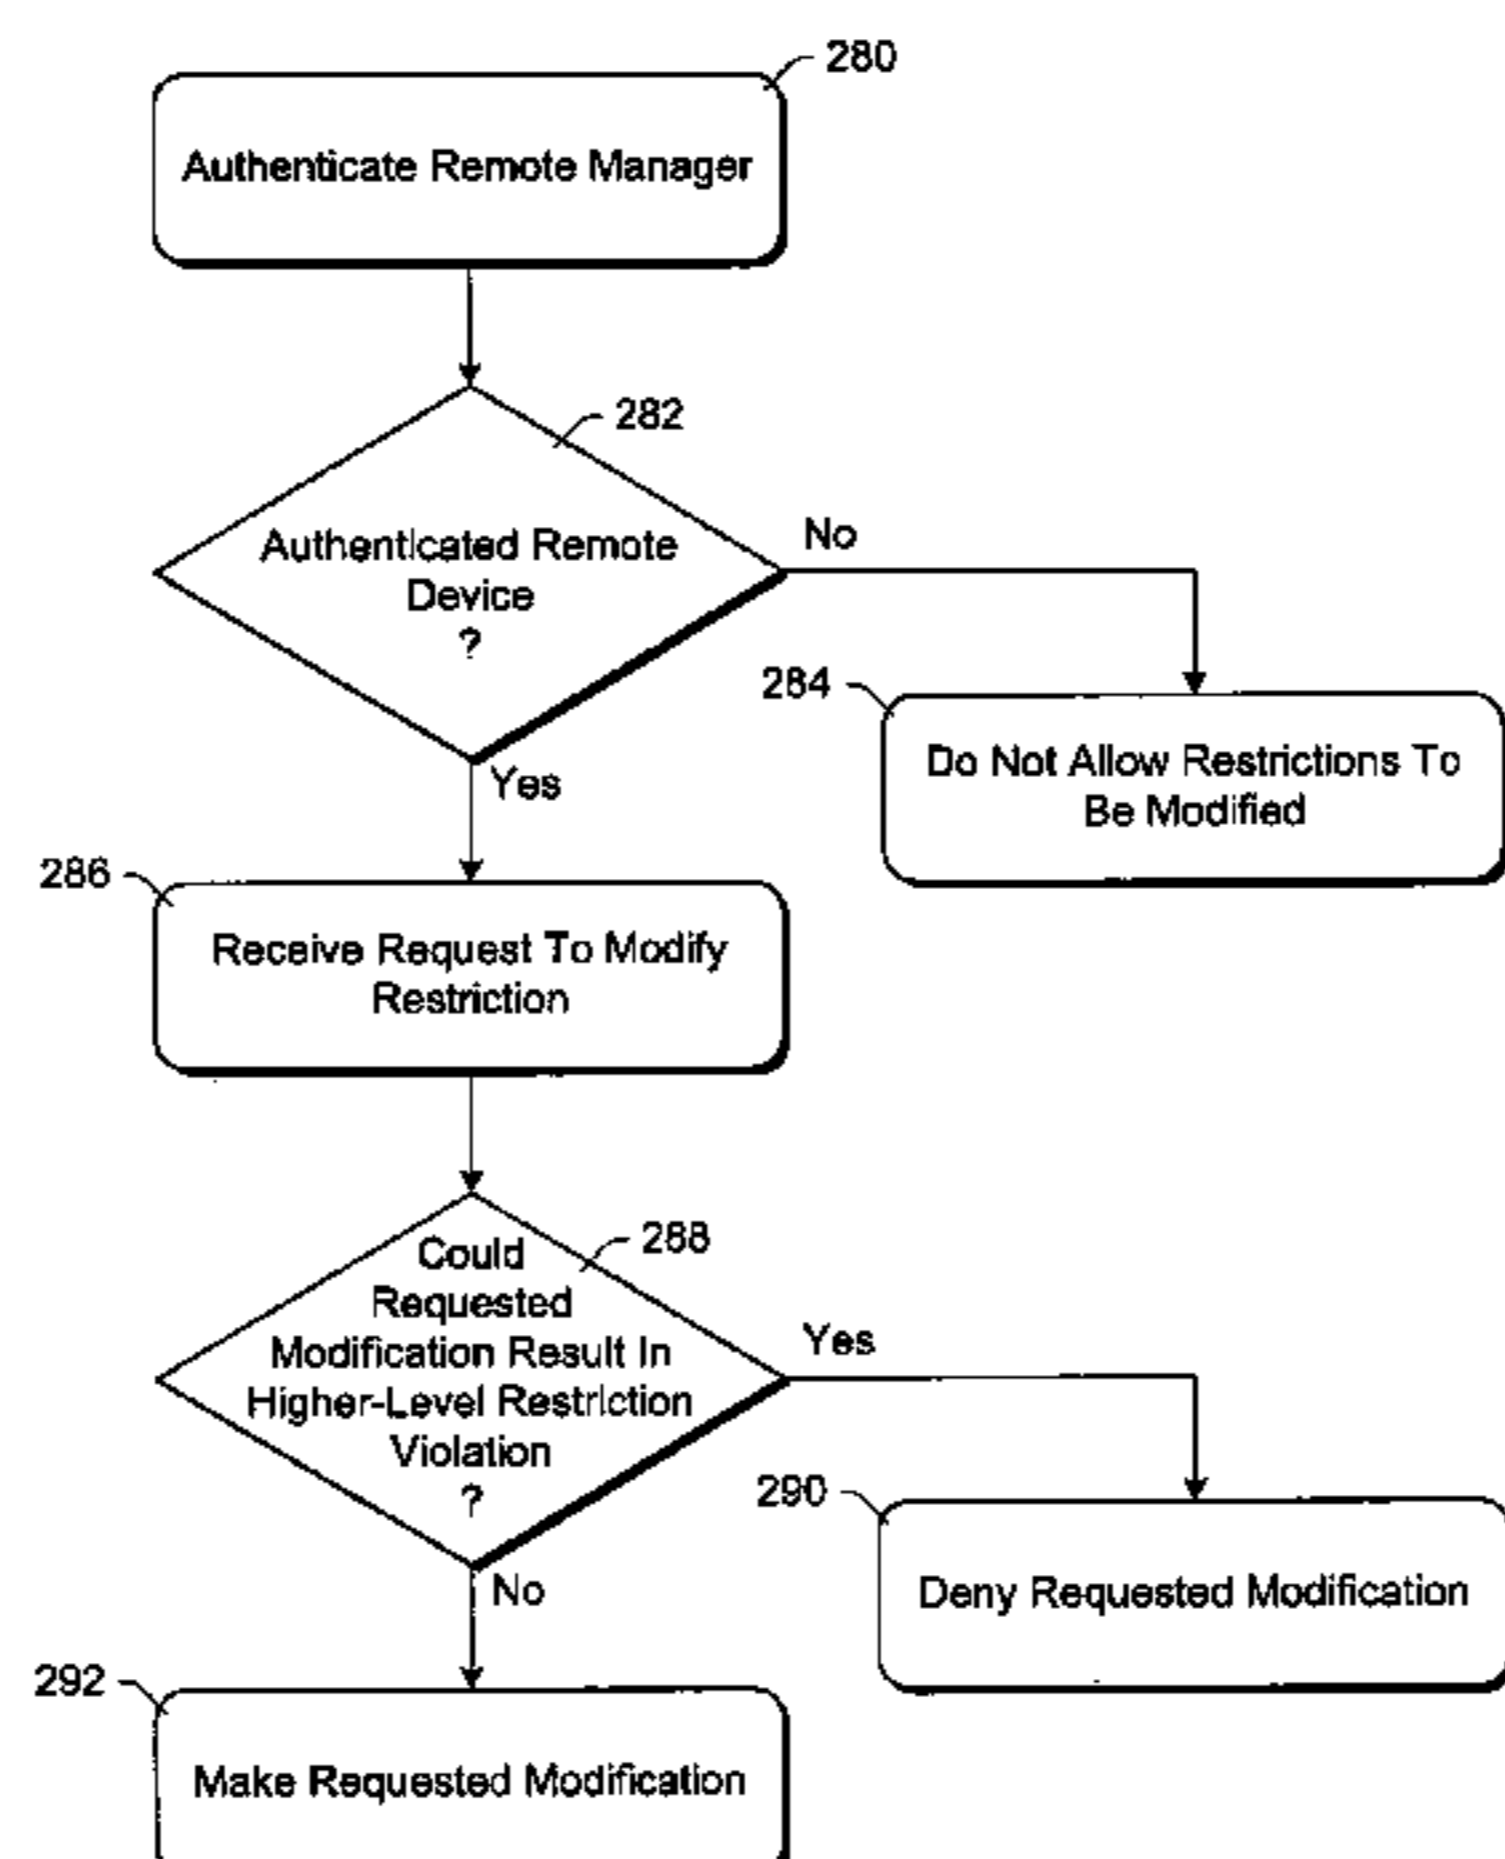 280
Authenticate Remote Manager
282
Authenticated Remote
Device
?
No
Yes
284
Do Not Allow Restrictions To
Be Modified
286
Receive Request To Modify
Restriction
288
Could
Requested
Modification Result In
Higher-Level Restriction
Violation
?
Yes
No
290
Deny Requested Modification
292
Make Requested Modification